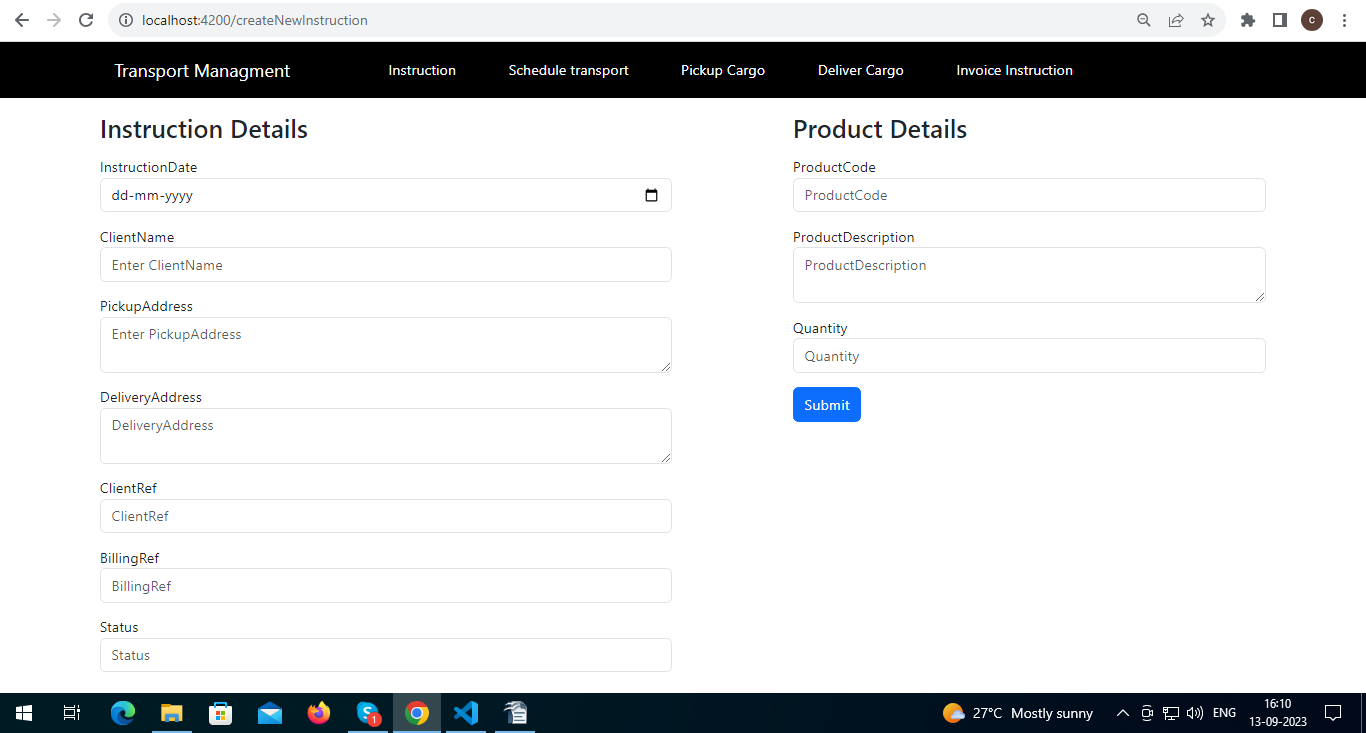 localhost:4200/createNewInstruction
C
Transport Managment
Instruction
Schedule transport
Pickup Cargo
Deliver Cargo
Invoice Instruction
Instruction Details
InstructionDate
dd-mm-yyyy
ClientName
Enter ClientName
PickupAddress
Enter PickupAddress
DeliveryAddress
DeliveryAddress
ClientRef
ClientRef
BillingRef
BillingRef
Status
Status
Product Details
ProductCode
ProductCode
ProductDescription
ProductDescription
Quantity
Quantity
Submit
1
27°C Mostly sunny
ENG
16:10
13-09-2023